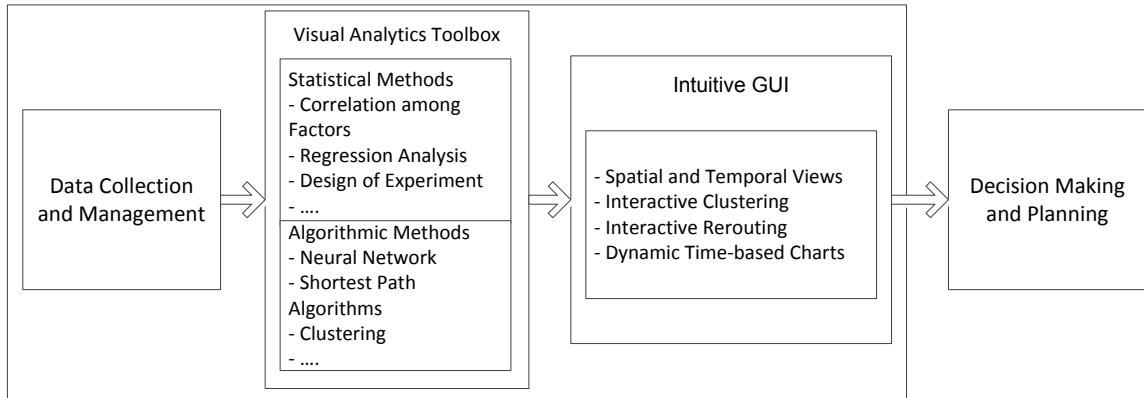 Data Collection
and Management
Visual Analytics Toolbox
Statistical Methods
- Correlation among
Factors
- Regression Analysis
- Design of Experiment
- ....
Algorithmic Methods
- Neural Network
- Shortest Path
Algorithms
- Clustering
- ....
Intuitive GUI
- Spatial and Temporal Views
- Interactive Clustering
- Interactive Rerouting
- Dynamic Time-based Charts
Decision Making
and Planning